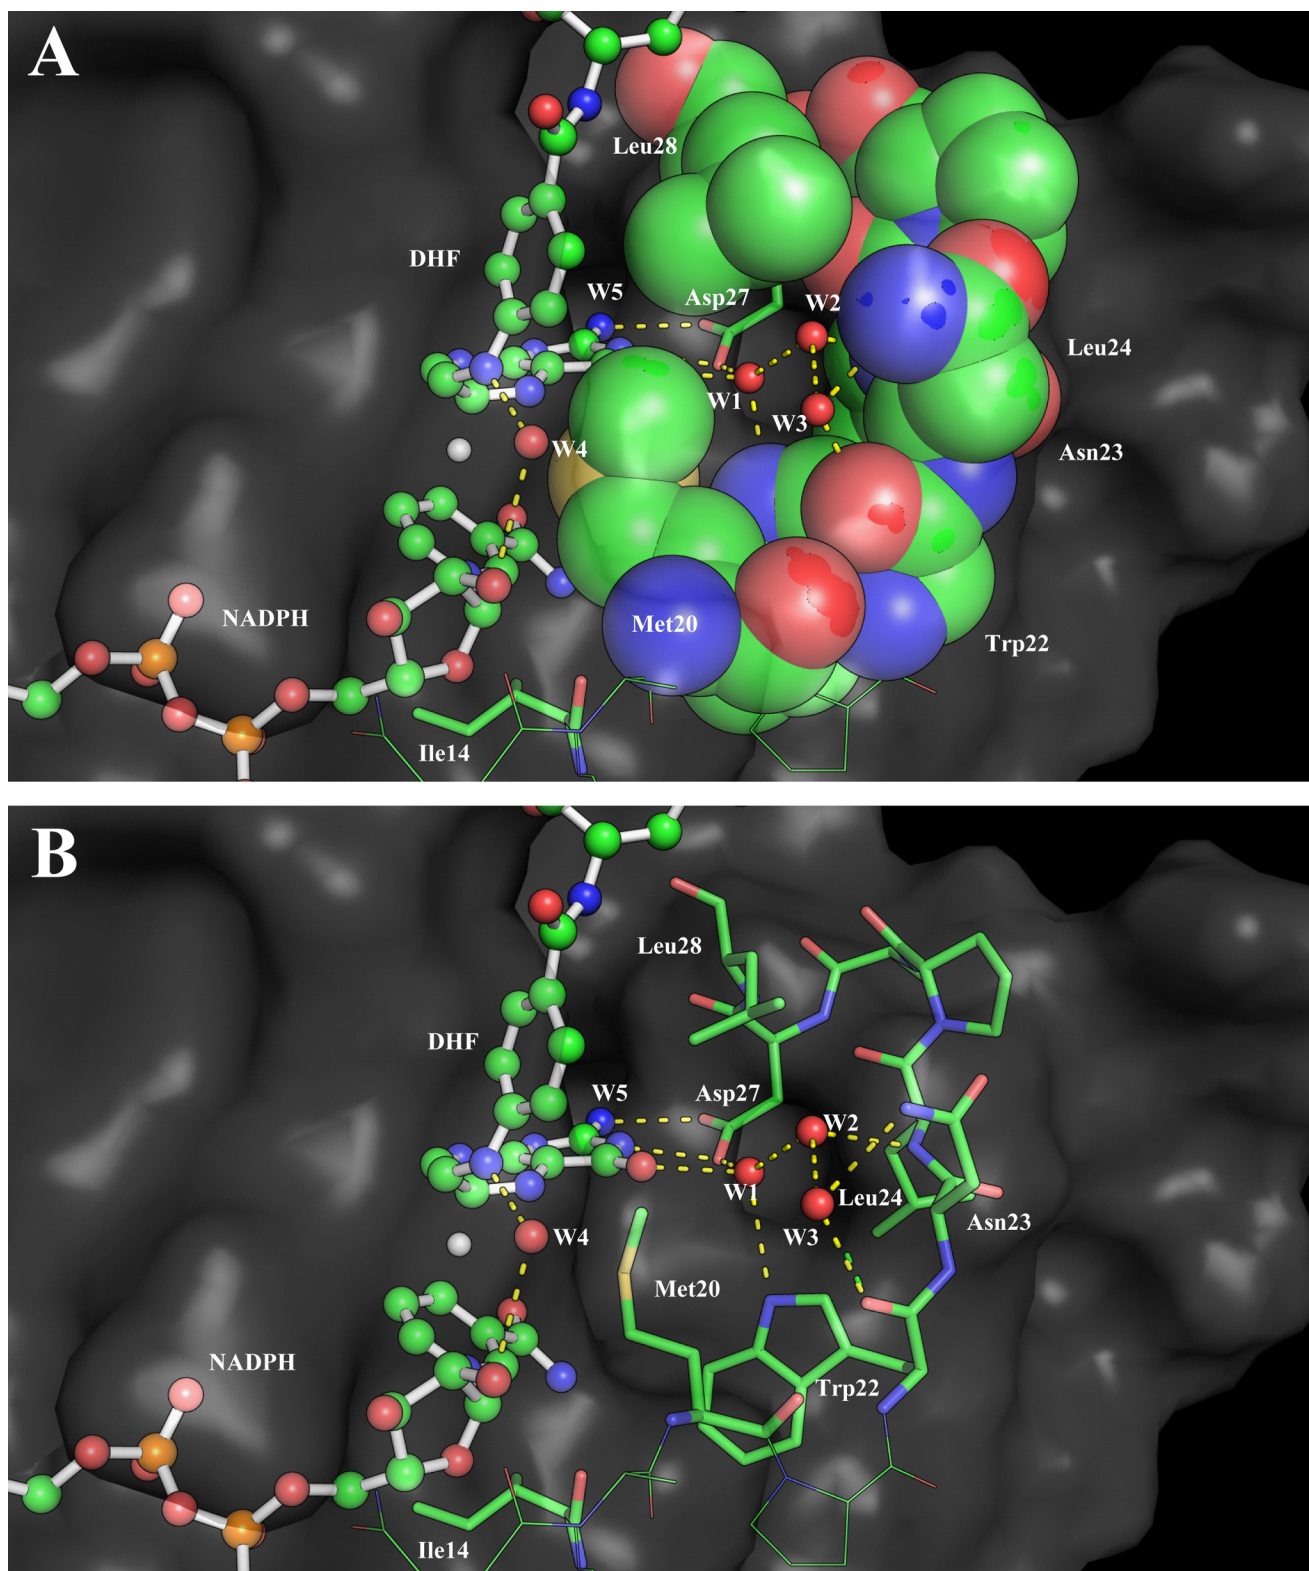 A
Leu28
DHF
W5
Asp27
W2
Leu24
W1
W3
W4
Asn23
NADPH
Met20
Trp22
Ile14
B
Leu28
DHF
W5
Asp27
W2
W1
Leu24
Asn23
W4
W3
Met20
NADPH
Trp22
Ile14